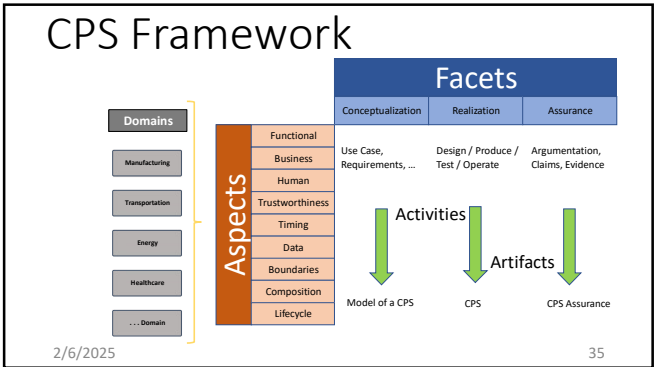 CPS Framework
Facets
Conceptualization
Realization
Assurance
Domains
Manufacturing
Transportation
Energy
Healthcare
. . . Domain
Aspects
Functional
Business
Human
Trustworthiness
Timing
Data
Boundaries
Composition
Lifecycle
Use Case,
Requirements, ...
Design / Produce /
Test / Operate
Argumentation,
Claims, Evidence
Activities
Artifacts
Model of a CPS
CPS
CPS Assurance
2/6/2025
35